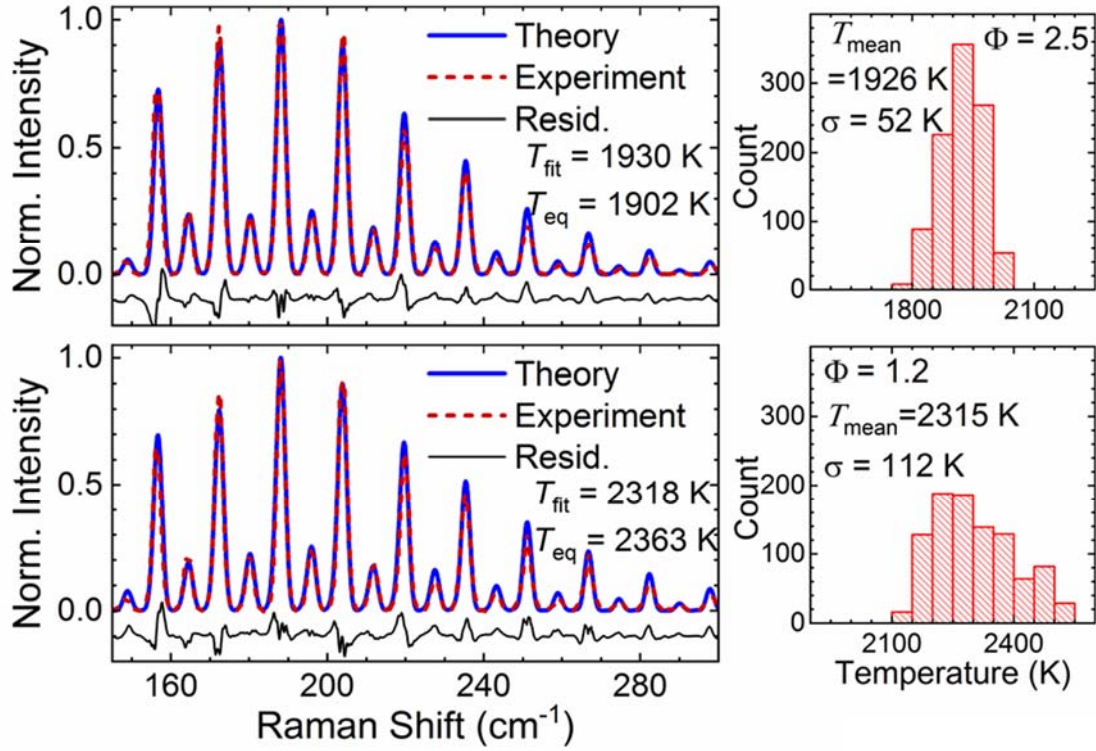 1.0
0.5
0.0
Norm. Intensity
Theory
Experiment
Resid.
T_fit = 1930 K
T_eq = 1902 K
300
200
100
0
Count
T_mean
=1926 K
σ = 52 K
Φ = 2.5
1800 2100
1.0
0.5
0.0
Norm. Intensity
Theory
Experiment
Resid.
T_fit = 2318 K
T_eq = 2363 K
160 200 240 280
Raman Shift (cm⁻¹)
300
200
100
0
Count
Φ = 1.2
T_mean=2315 K
σ = 112 K
2100 2400
Temperature (K)